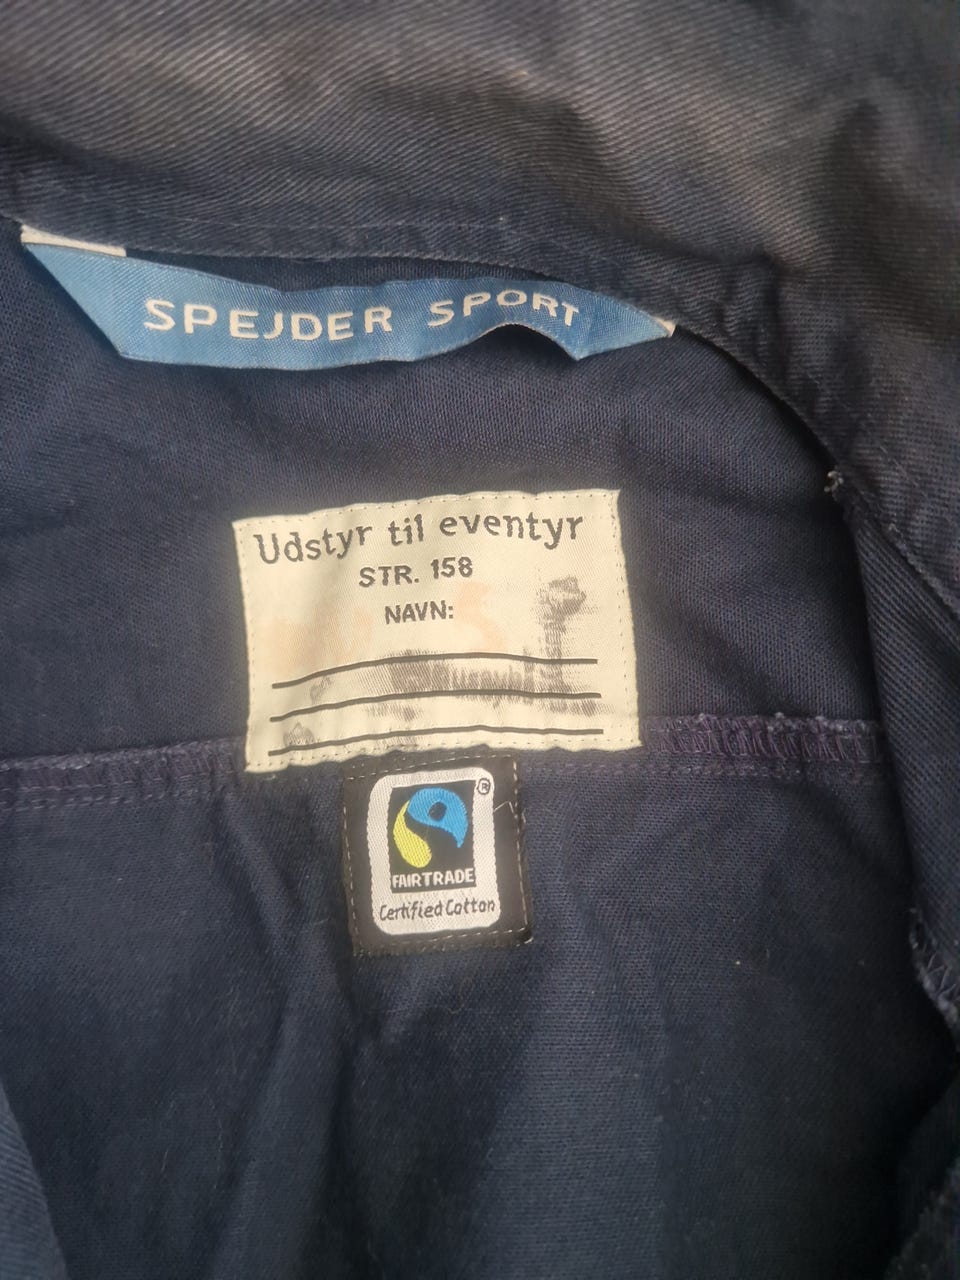 SPEJDER SPORT
Udstyr til eventyr
STR. 158
NAVN:
®
FAIRTRADE
Certified Cotton